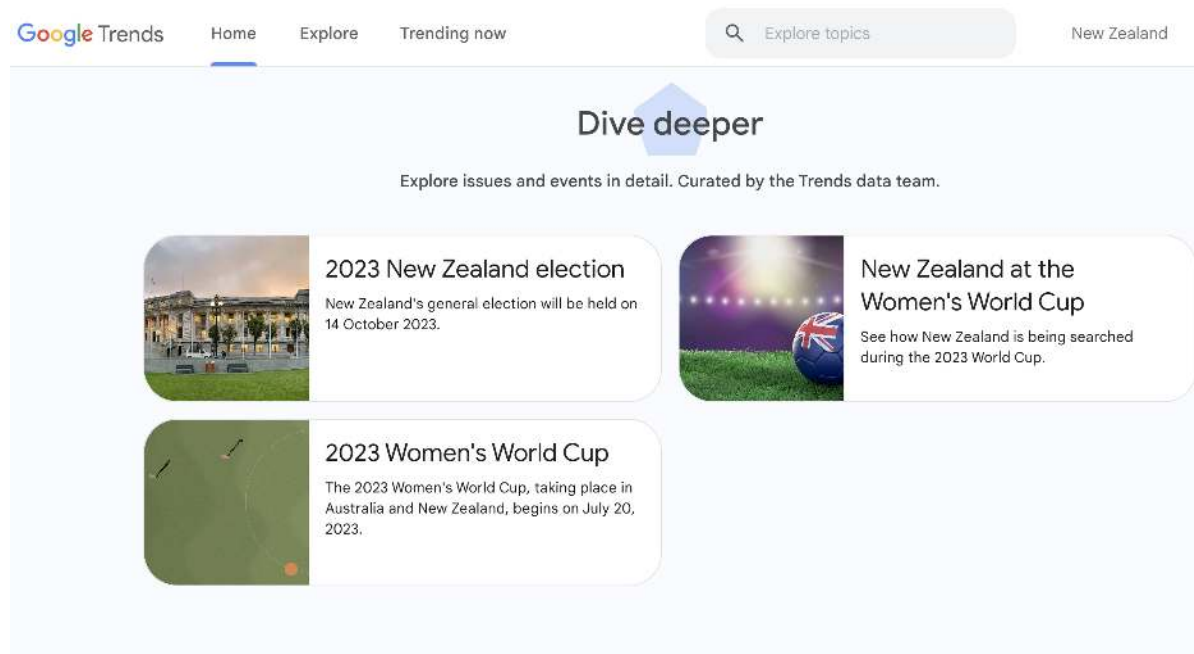 Google Trends
Home
Explore
Trending now
Explore topics
New Zealand
Dive deeper
Explore issues and events in detail. Curated by the Trends data team.
2023 New Zealand election
New Zealand's general election will be held on
14 October 2023.
New Zealand at the
Women's World Cup
See how New Zealand is being searched
during the 2023 World Cup.
2023 Women's World Cup
The 2023 Women's World Cup, taking place in
Australia and New Zealand, begins on July 20,
2023.